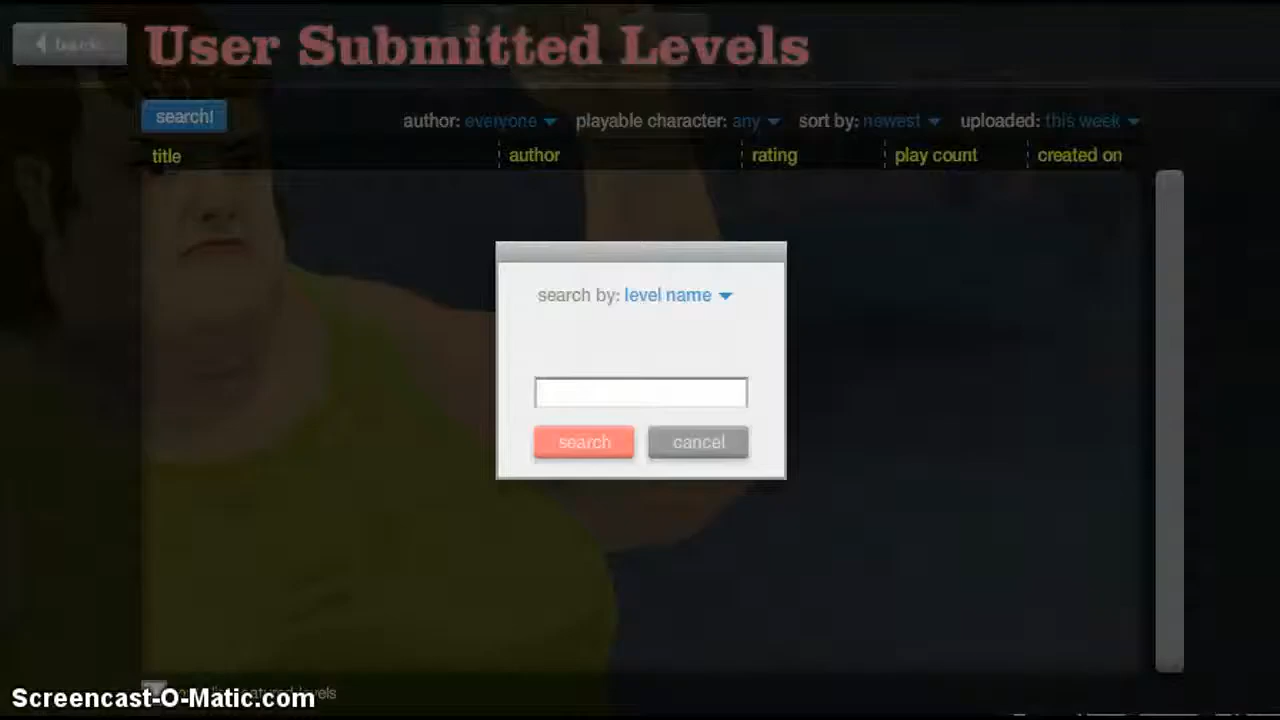 User Submitted Levels
search!
author: everyone
playable character: any
sort by: newest
uploaded: this week
title
author
rating
play count
created on
search by: level name
search
cancel
levels
Screencast-O-Matic.com